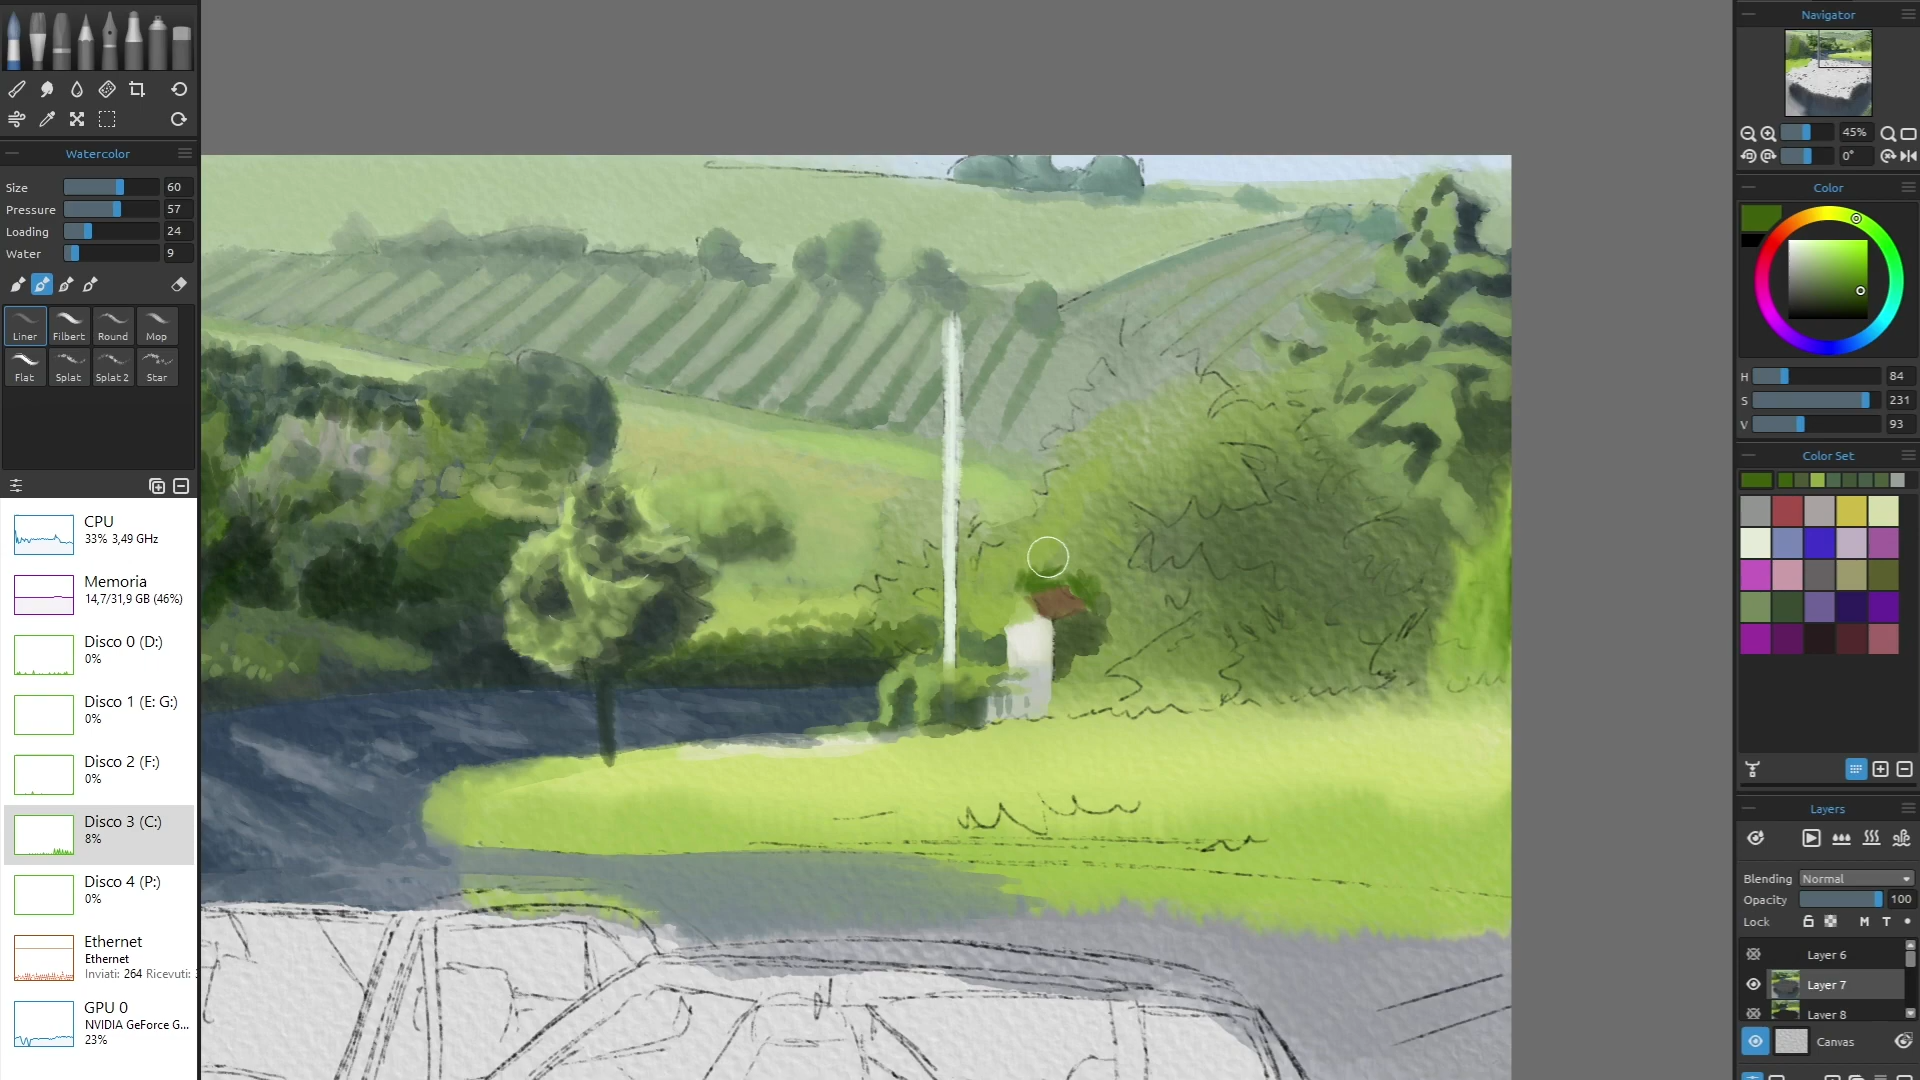 Watercolor
Size 60
Pressure 57
Loading 24
Water 9
Liner Filbert Round Mop
Flat Splat Splat 2 Star
CPU
33% 3,49 GHz
Memoria
14,7/31,9 GB (46%)
Disco 0 (D:)
0%
Disco 1 (E: G:)
0%
Disco 2 (F:)
0%
Disco 3 (C:)
8%
Disco 4 (P:)
0%
Ethernet
Ethernet
Inviati: 264 Ricevuti:
GPU 0
NVIDIA GeForce G...
23%
Navigator
45%
0°
Color
H 84
S 231
V 93
Color Set
Layers
Blending Normal
Opacity 100
Lock M T
Layer 6
Layer 7
Layer 8
Canvas